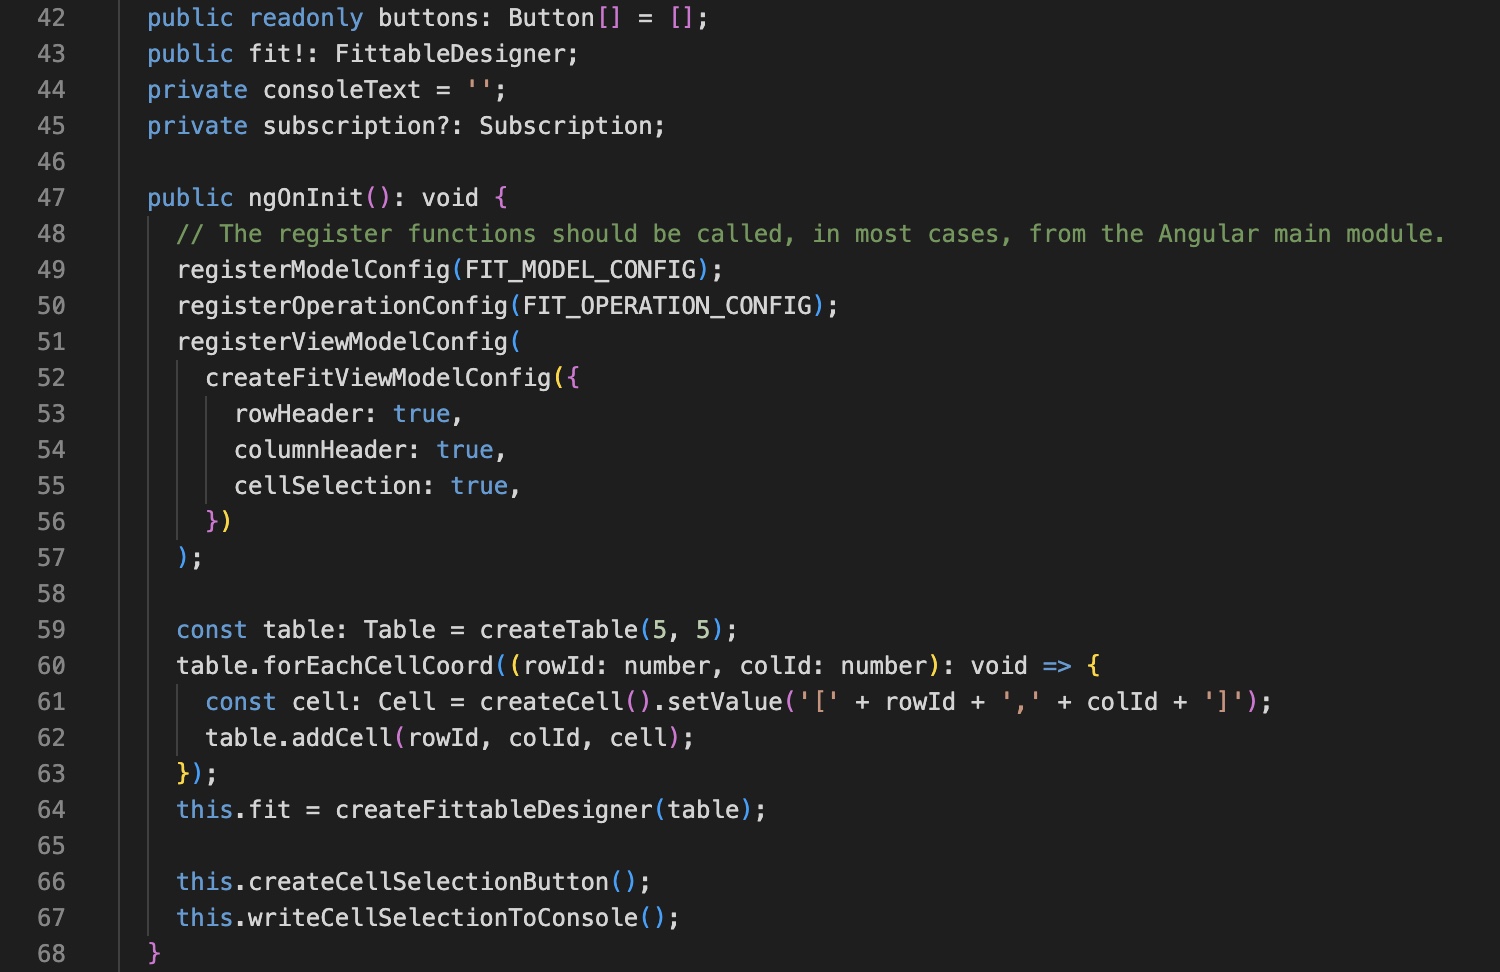 42 public readonly buttons: Button[] = [];
43 public fit!: FittableDesigner;
44 private consoleText = '';
45 private subscription?: Subscription;
46
47 public ngOnInit(): void {
48 // The register functions should be called, in most cases, from the Angular main module.
49 registerModelConfig(FIT_MODEL_CONFIG);
50 registerOperationConfig(FIT_OPERATION_CONFIG);
51 registerViewModelConfig(
52 createFitViewModelConfig({
53 rowHeader: true,
54 columnHeader: true,
55 cellSelection: true,
56 })
57 );
58
59 const table: Table = createTable(5, 5);
60 table.forEachCellCoord((rowId: number, colId: number): void => {
61 const cell: Cell = createCell().setValue('[' + rowId + ',' + colId + ']');
62 table.addCell(rowId, colId, cell);
63 });
64 this.fit = createFittableDesigner(table);
65
66 this.createCellSelectionButton();
67 this.writeCellSelectionToConsole();
68 }